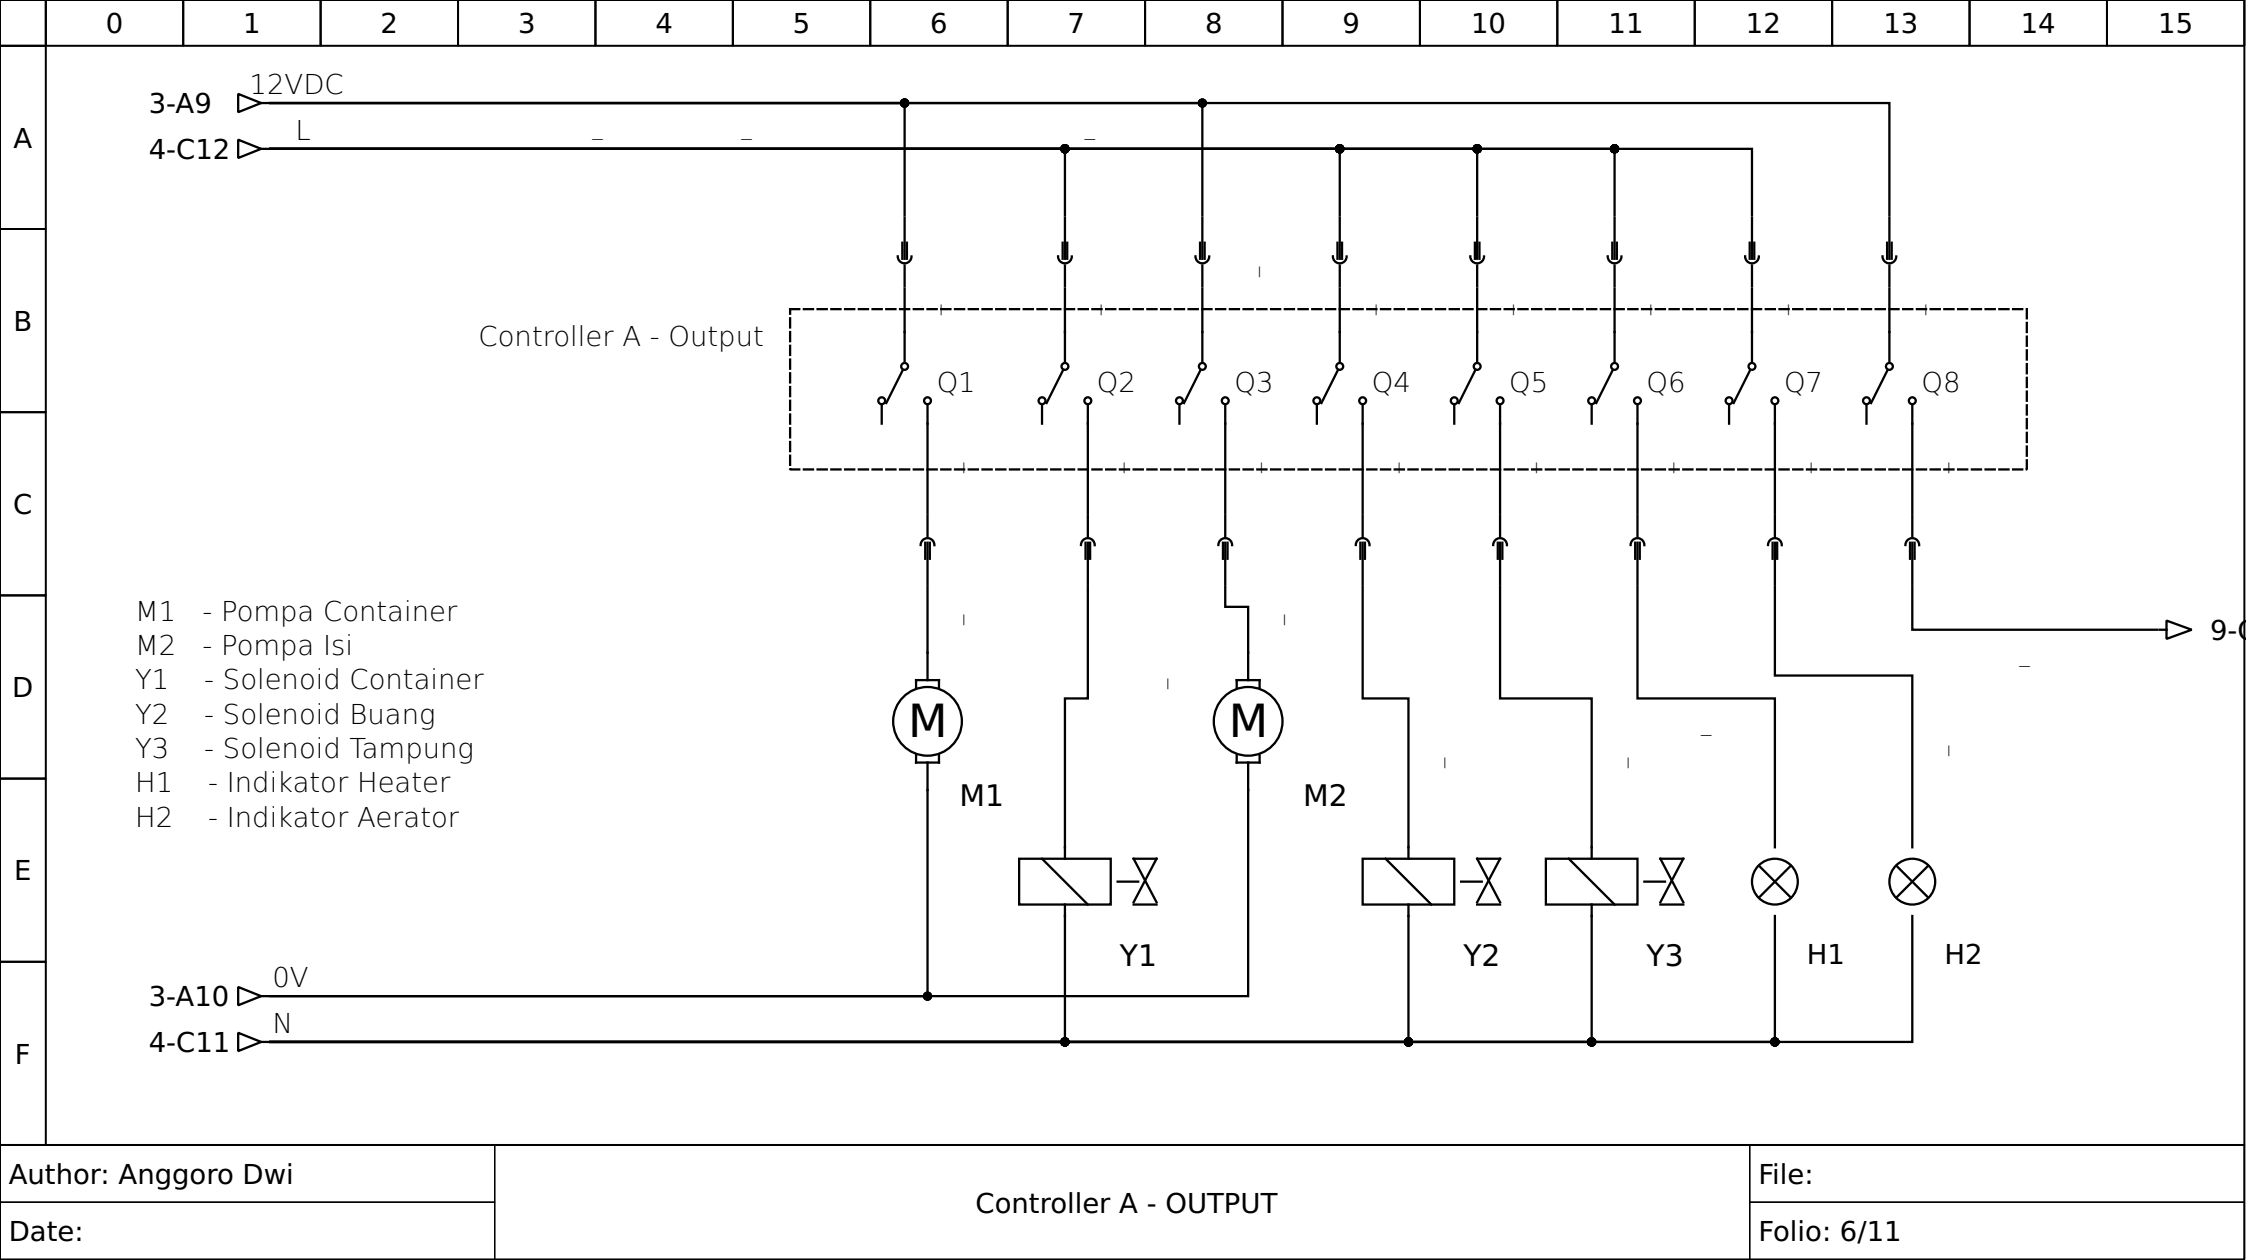 0 1 2 3 4 5 6 7 8 9 10 11 12 13 14 15
A
B
C
D
E
F
12VDC
3-A9
L
4-C12
Controller A - Output
Q1 Q2 Q3 Q4 Q5 Q6 Q7 Q8
M1 - Pompa Container
M2 - Pompa Isi
Y1 - Solenoid Container
Y2 - Solenoid Buang
Y3 - Solenoid Tampung
H1 - Indikator Heater
H2 - Indikator Aerator
M M
M1 M2
Y1 Y2 Y3 H1 H2
0V
3-A10
N
4-C11
Author: Anggoro Dwi
Date:
Controller A - OUTPUT
File:
Folio: 6/11